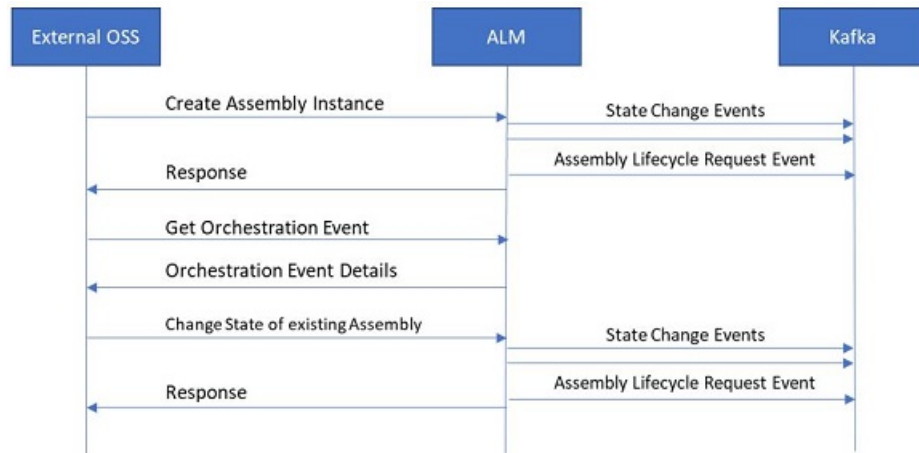 External OSS
ALM
Kafka
Create Assembly Instance
State Change Events
Assembly Lifecycle Request Event
Response
Get Orchestration Event
Orchestration Event Details
Change State of existing Assembly
State Change Events
Assembly Lifecycle Request Event
Response